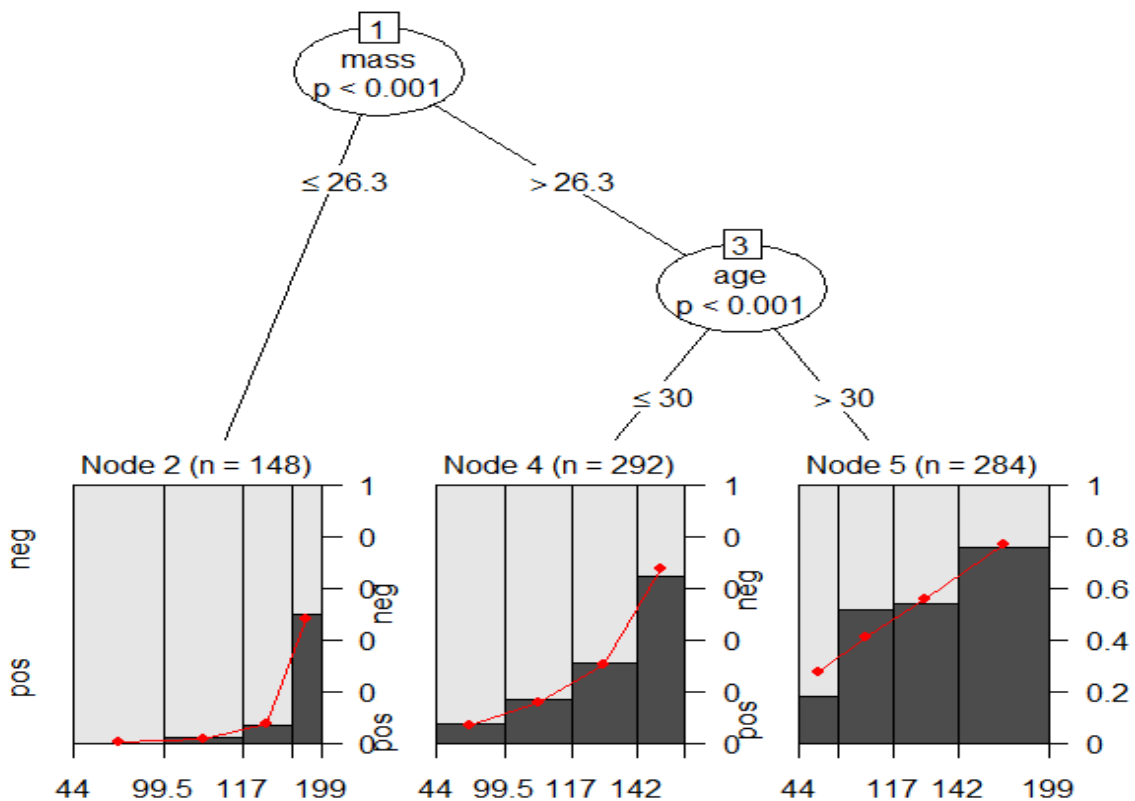 1
mass
p < 0.001
≤ 26.3
> 26.3
3
age
p < 0.001
≤ 30
> 30
Node 2 (n = 148)
Node 4 (n = 292)
Node 5 (n = 284)
neg
pos
1
0
0
0
0
0
44
99.5
117
199
neg
pos
1
0
0
0
0
0
44
99.5
117
142
neg
pos
1
0.8
0.6
0.4
0.2
0
44
117
142
199